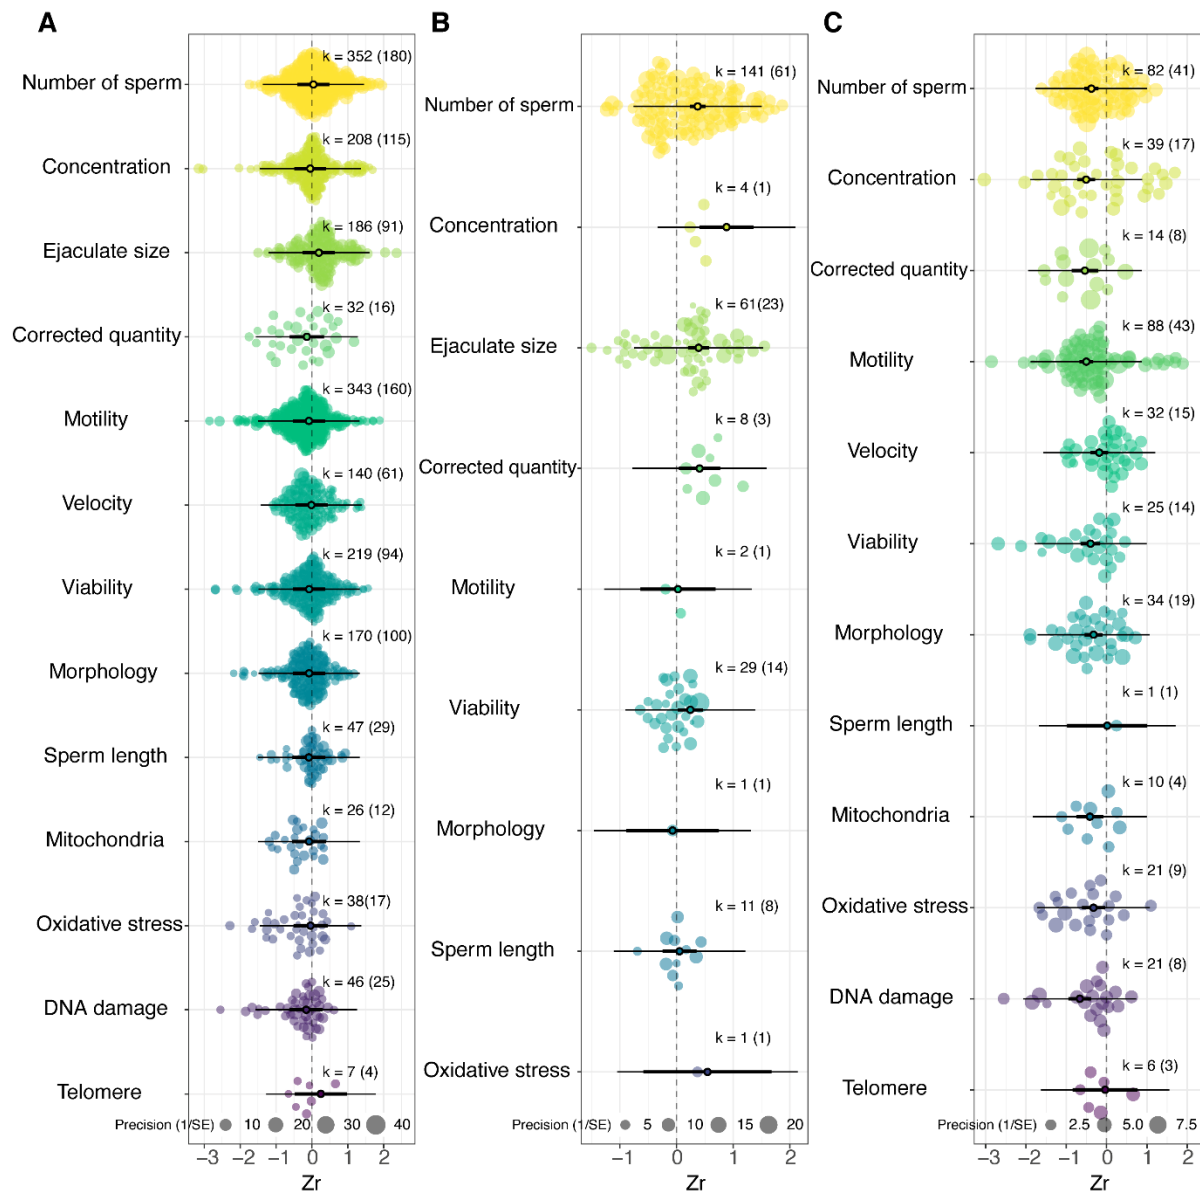 A
Number of sperm
k = 352 (180)
Concentration
k = 208 (115)
Ejaculate size
k = 186 (91)
Corrected quantity
k = 32 (16)
Motility
k = 343 (160)
Velocity
k = 140 (61)
Viability
k = 219 (94)
Morphology
k = 170 (100)
Sperm length
k = 47 (29)
Mitochondria
k = 26 (12)
Oxidative stress
k = 38(17)
DNA damage
k = 46 (25)
Telomere
k = 7 (4)
Precision (1/SE) 10 20 30 40
−3 −2 −1 0 1 2
Zr
B
Number of sperm
k = 141 (61)
Concentration
k = 4 (1)
Ejaculate size
k = 61(23)
Corrected quantity
k = 8 (3)
Motility
k = 2 (1)
Viability
k = 29 (14)
Morphology
k = 1 (1)
Sperm length
k = 11 (8)
Oxidative stress
k = 1 (1)
Precision (1/SE) 5 10 15 20
−1 0 1 2
Zr
C
Number of sperm
k = 82 (41)
Concentration
k = 39 (17)
Corrected quantity
k = 14 (8)
Motility
k = 88 (43)
Velocity
k = 32 (15)
Viability
k = 25 (14)
Morphology
k = 34 (19)
Sperm length
k = 1 (1)
Mitochondria
k = 10 (4)
Oxidative stress
k = 21 (9)
DNA damage
k = 21 (8)
Telomere
k = 6 (3)
Precision (1/SE) 2.5 5.0 7.5
−3 −2 −1 0 1 2
Zr